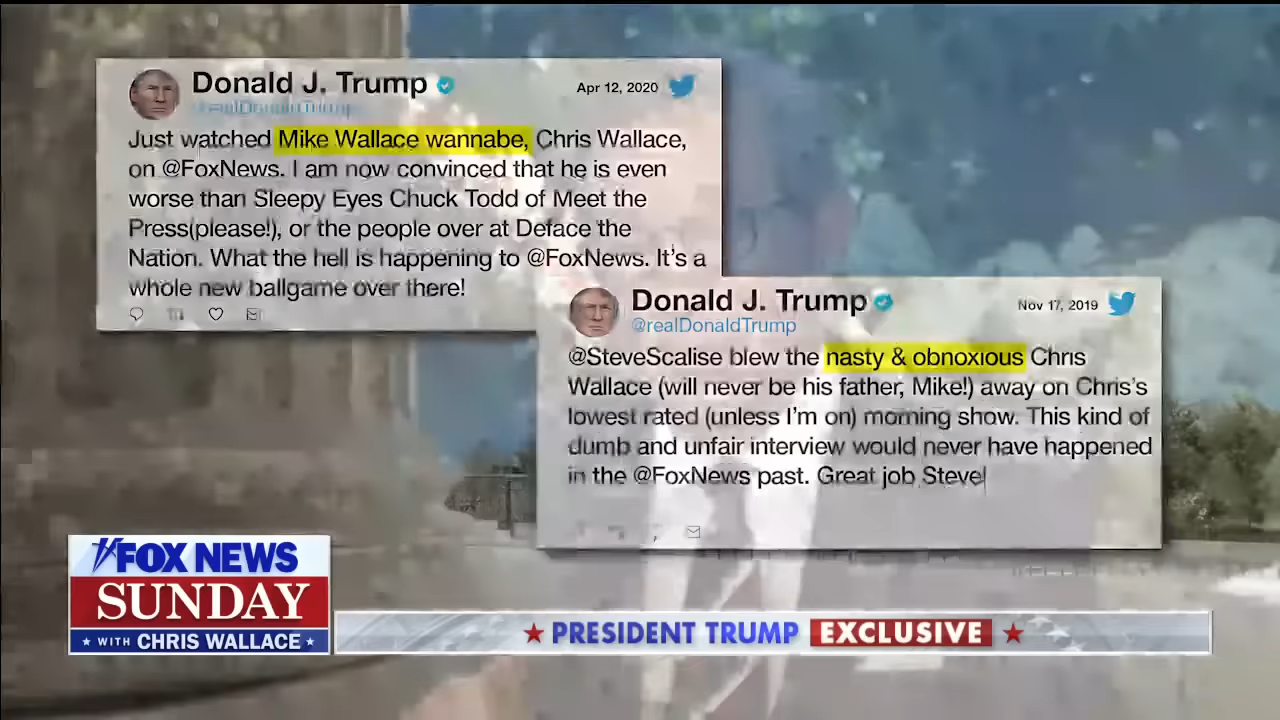 Donald J. Trump
Apr 12, 2020
@realDonaldTrump
Just watched Mike Wallace wannabe, Chris Wallace,
on @FoxNews. I am now convinced that he is even
worse than Sleepy Eyes Chuck Todd of Meet the
Press(please!), or the people over at Deface the
Nation. What the hell is happening to @FoxNews. It's a
whole new ballgame over there!
Donald J. Trump
Nov 17, 2019
@realDonaldTrump
@SteveScalise blew the nasty & obnoxious Chris
Wallace (will never be his father, Mike!) away on Chris's
lowest rated (unless I'm on) morning show. This kind of
dumb and unfair interview would never have happened
in the @FoxNews past. Great job Steve!
FOX NEWS
SUNDAY
WITH CHRIS WALLACE
PRESIDENT TRUMP EXCLUSIVE